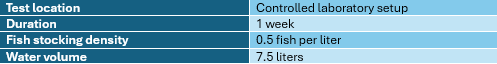 Test location Controlled laboratory setup
Duration 1 week
Fish stocking density 0.5 fish per liter
Water volume 7.5 liters